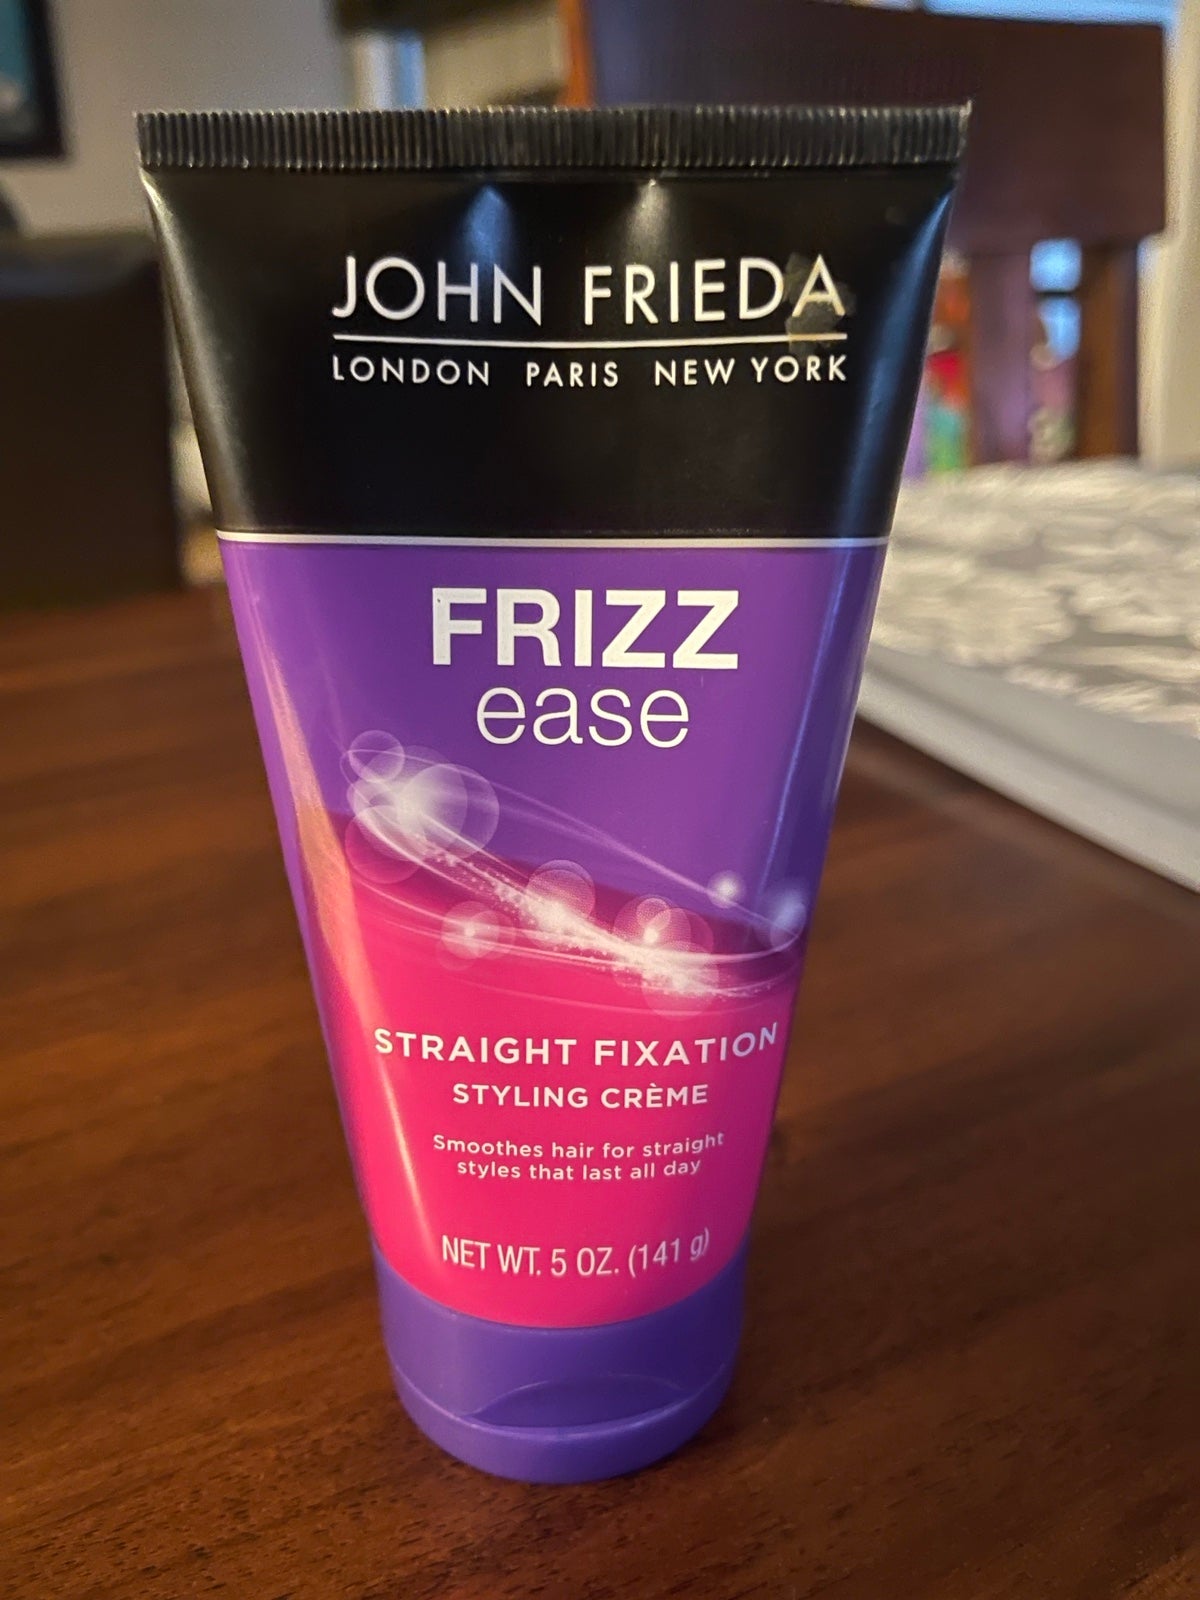 JOHN FRIEDA
LONDON PARIS NEW YORK
FRIZZ
ease
STRAIGHT FIXATION
STYLING CRÈME
Smoothes hair for straight
styles that last all day
NET WT. 5 OZ. (141 g)